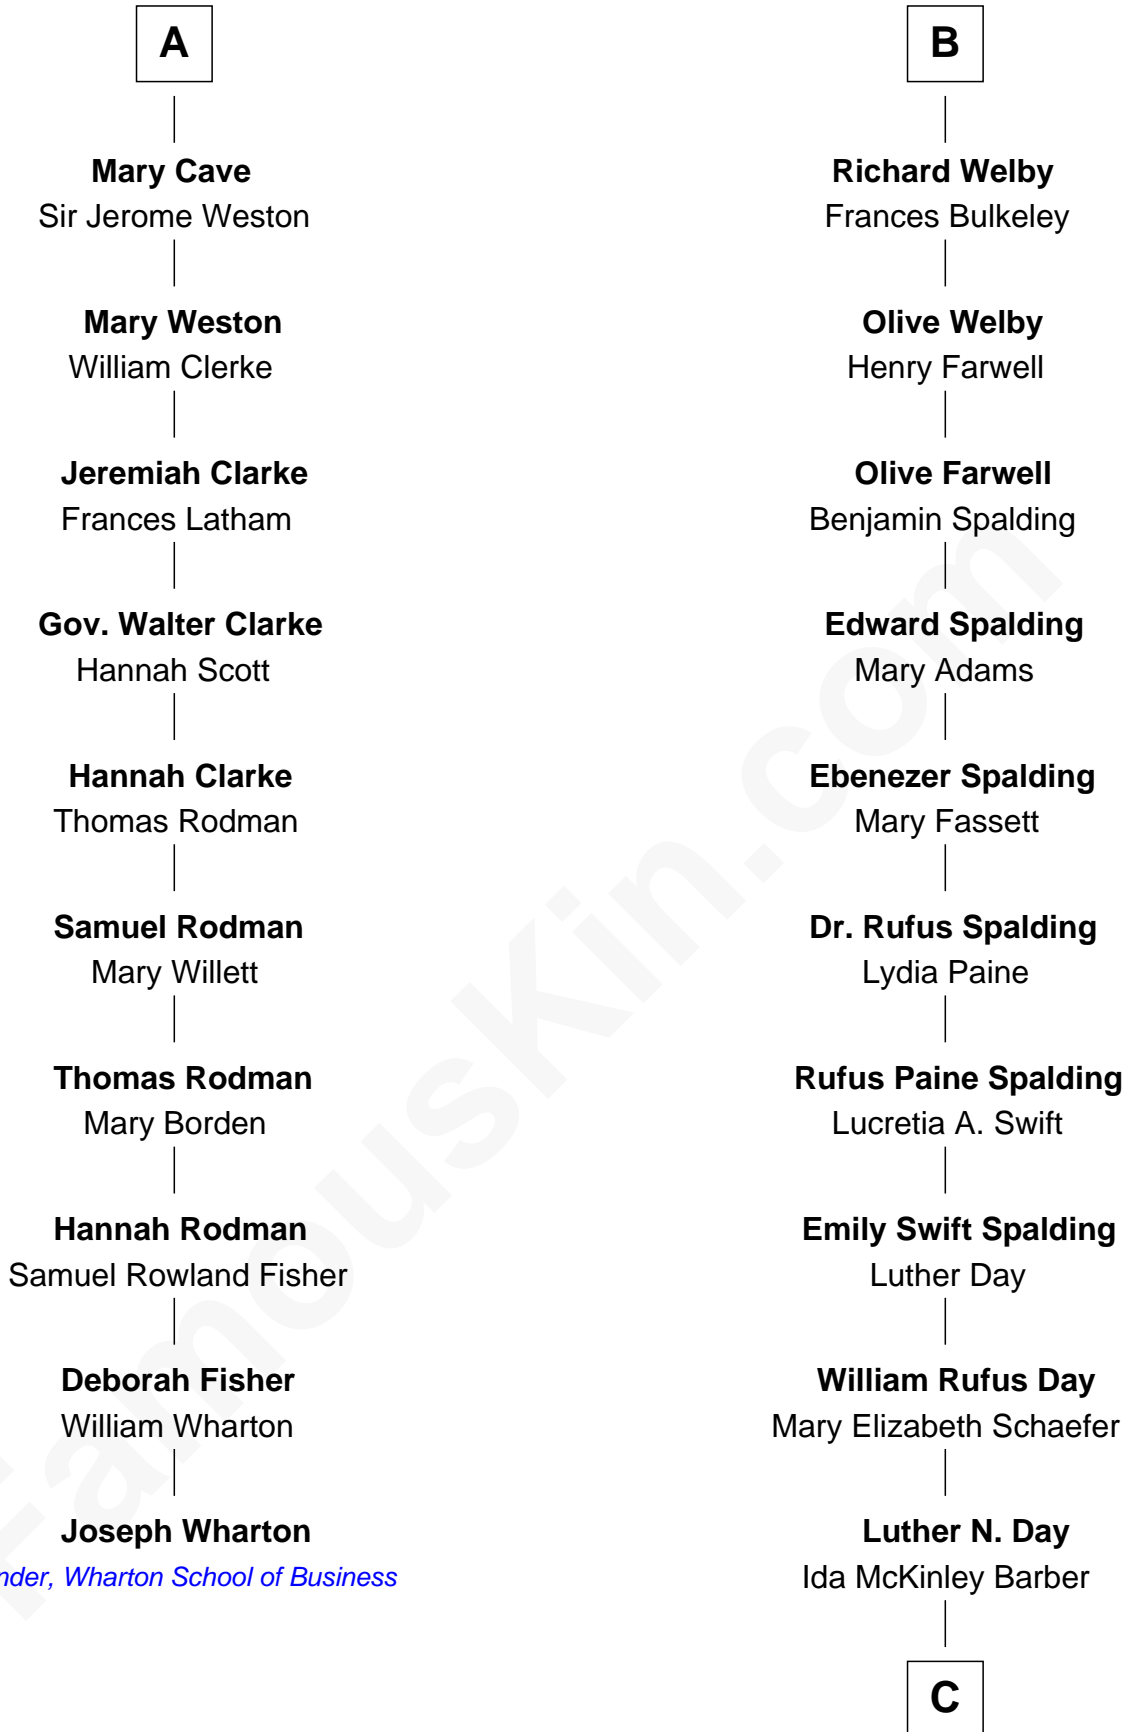 A
Mary Cave
Sir Jerome Weston
Mary Weston
William Clerke
Jeremiah Clarke
Frances Latham
Gov. Walter Clarke
Hannah Scott
Hannah Clarke
Thomas Rodman
Samuel Rodman
Mary Willett
Thomas Rodman
Mary Borden
Hannah Rodman
Samuel Rowland Fisher
Deborah Fisher
William Wharton
Joseph Wharton
nder, Wharton School of Business
B
Richard Welby
Frances Bulkeley
Olive Welby
Henry Farwell
Olive Farwell
Benjamin Spalding
Edward Spalding
Mary Adams
Ebenezer Spalding
Mary Fassett
Dr. Rufus Spalding
Lydia Paine
Rufus Paine Spalding
Lucretia A. Swift
Emily Swift Spalding
Luther Day
William Rufus Day
Mary Elizabeth Schaefer
Luther N. Day
Ida McKinley Barber
C
FamousKin.com